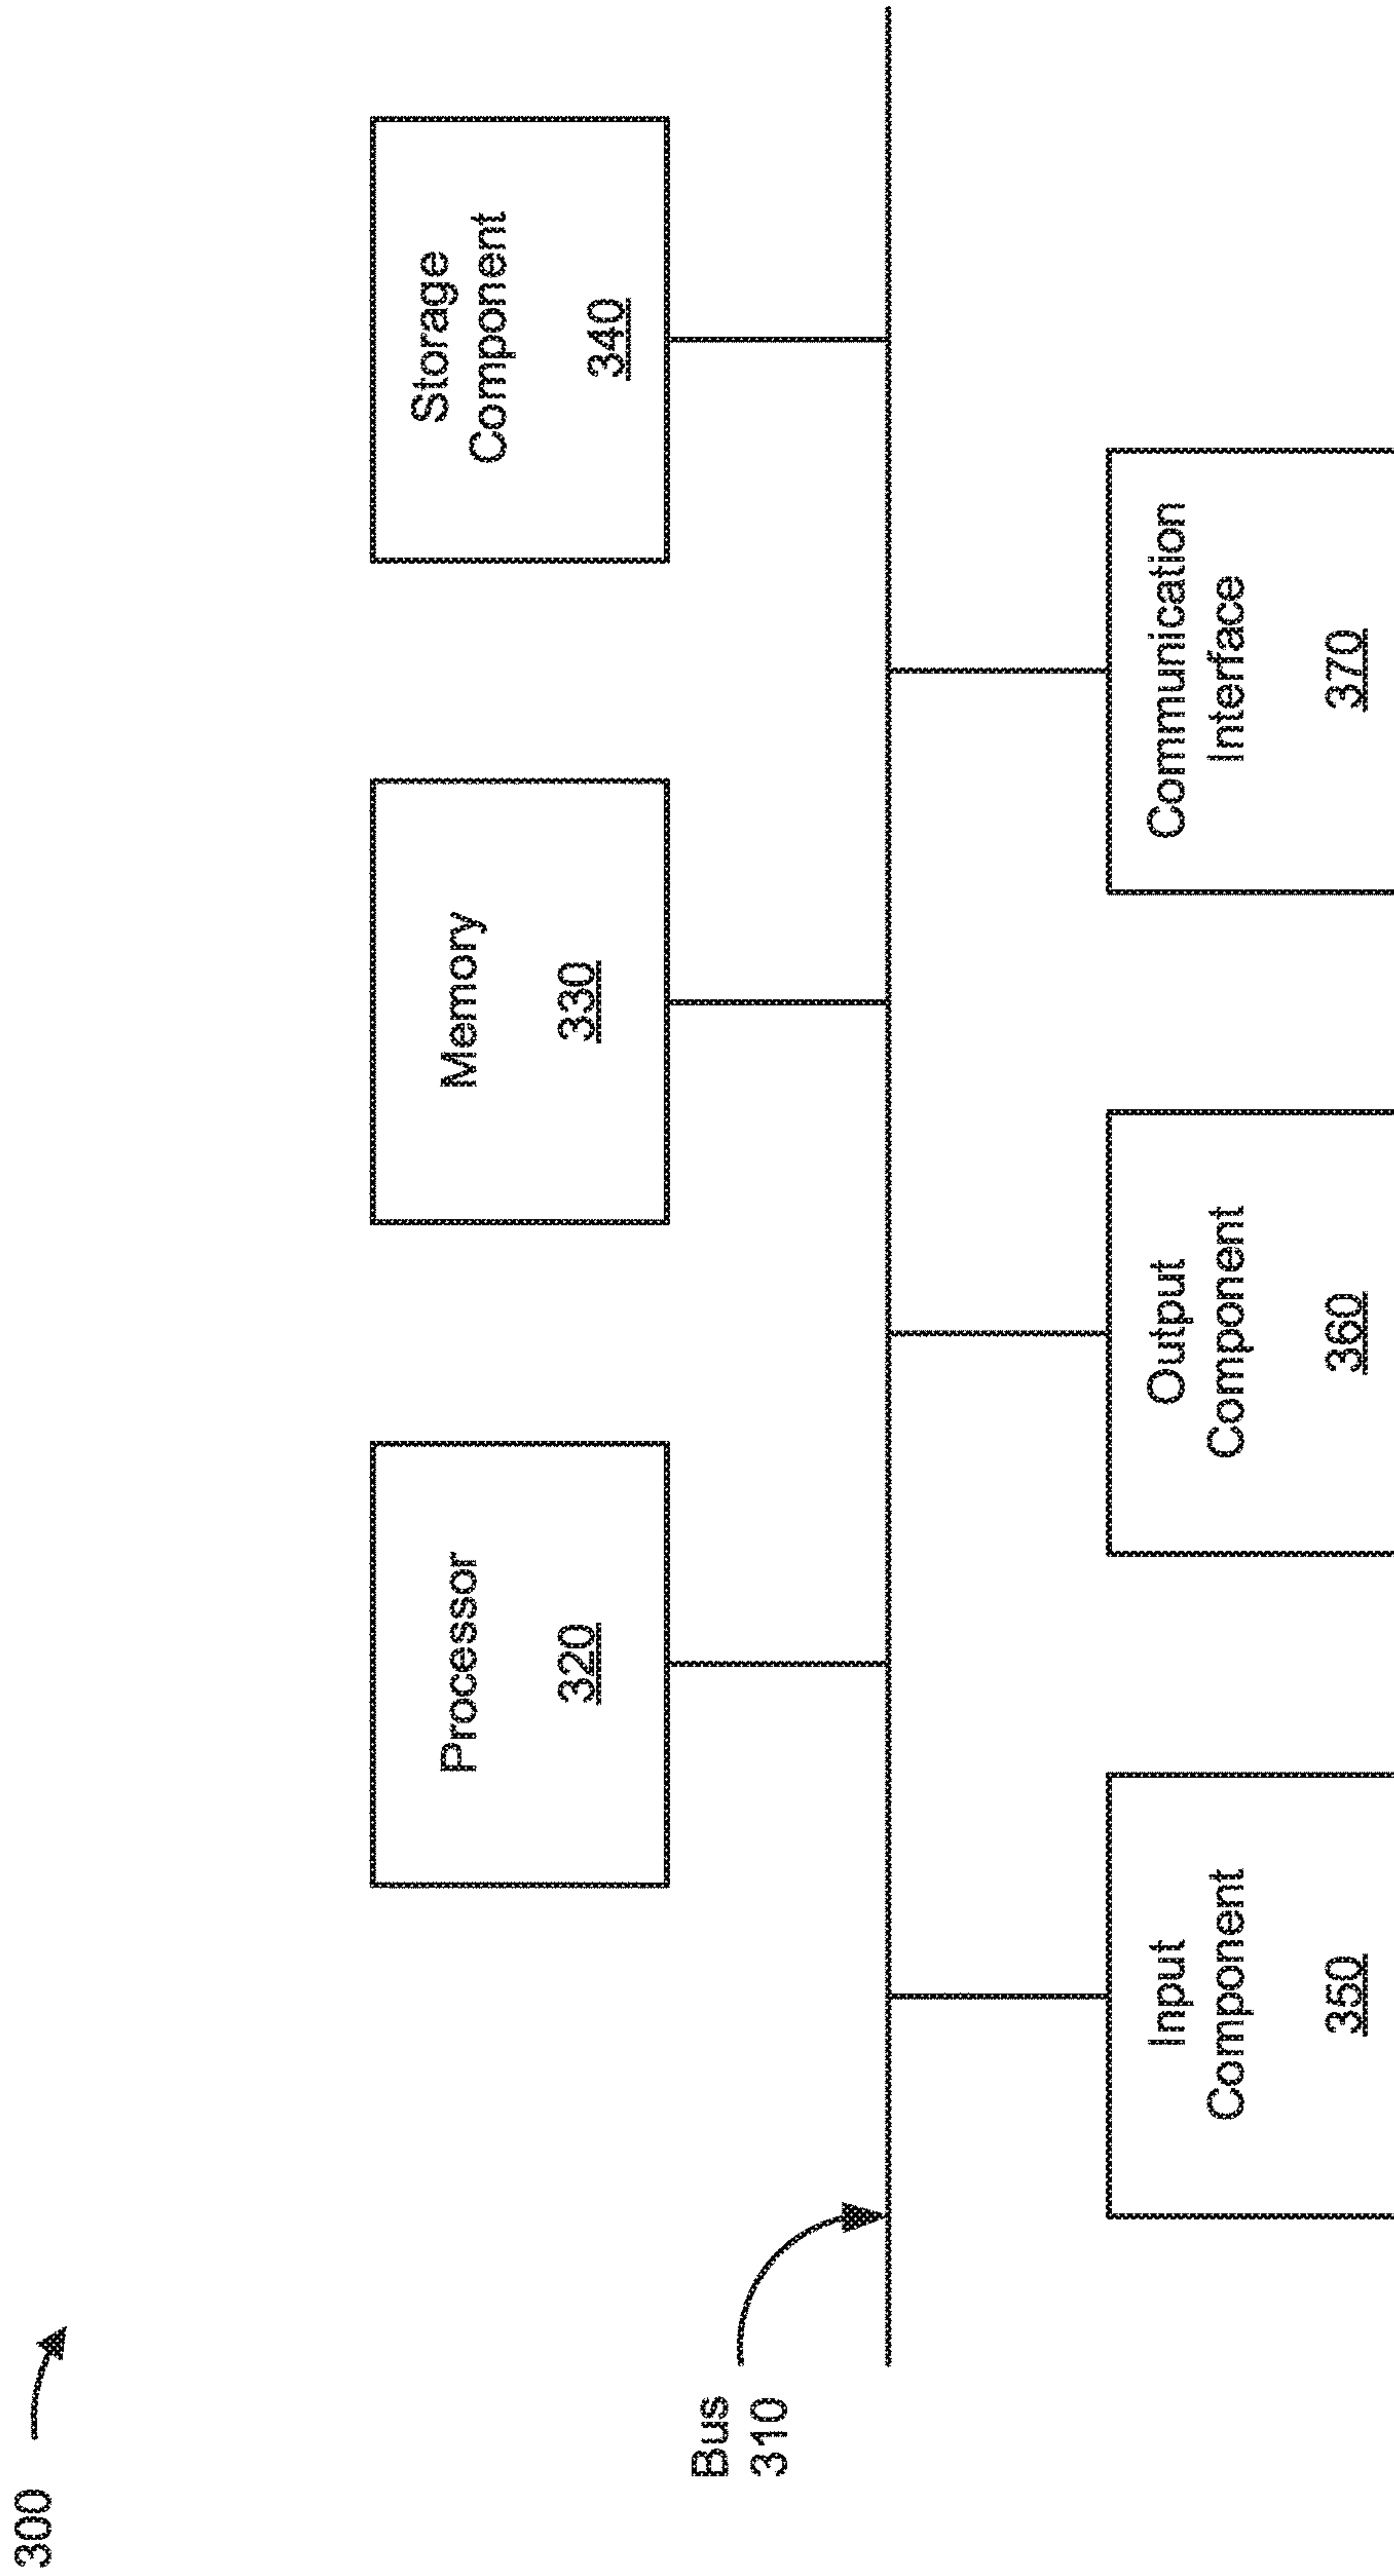 300
Processor
320
Memory
330
Storage
Component
340
Bus
310
Input
Component
350
Output
Component
360
Communication
Interface
370